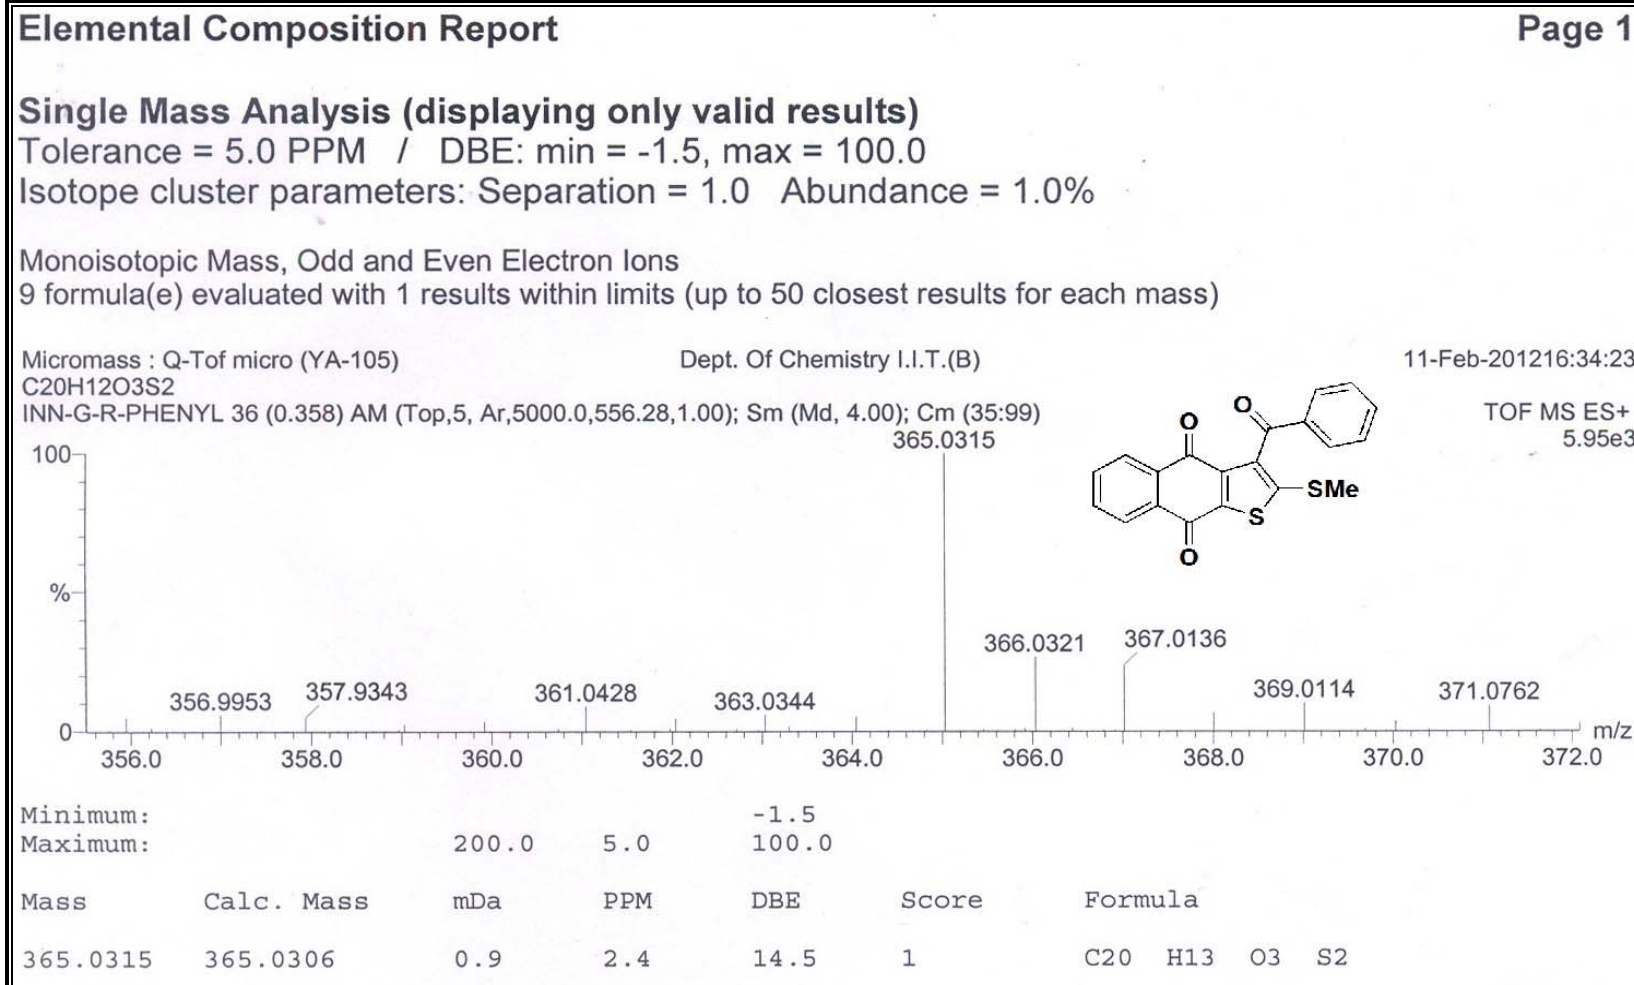 Elemental Composition Report Page 1
Single Mass Analysis (displaying only valid results)
Tolerance = 5.0 PPM / DBE: min = -1.5, max = 100.0
Isotope cluster parameters: Separation = 1.0 Abundance = 1.0%
Monoisotopic Mass, Odd and Even Electron Ions
9 formula(e) evaluated with 1 results within limits (up to 50 closest results for each mass)
Micromass : Q-Tof micro (YA-105) Dept. Of Chemistry I.I.T.(B) 11-Feb-201216:34:23
C20H12O3S2
INN-G-R-PHENYL 36 (0.358) AM (Top,5, Ar,5000.0,556.28,1.00); Sm (Md, 4.00); Cm (35:99) TOF MS ES+
365.0315 5.95e3
100
O O
SMe
S
O
%
366.0321 367.0136
356.9953 357.9343 361.0428 363.0344 369.0114 371.0762
0 m/z
356.0 358.0 360.0 362.0 364.0 366.0 368.0 370.0 372.0
Minimum: -1.5
Maximum: 200.0 5.0 100.0
Mass Calc. Mass mDa PPM DBE Score Formula
365.0315 365.0306 0.9 2.4 14.5 1 C20 H13 O3 S2